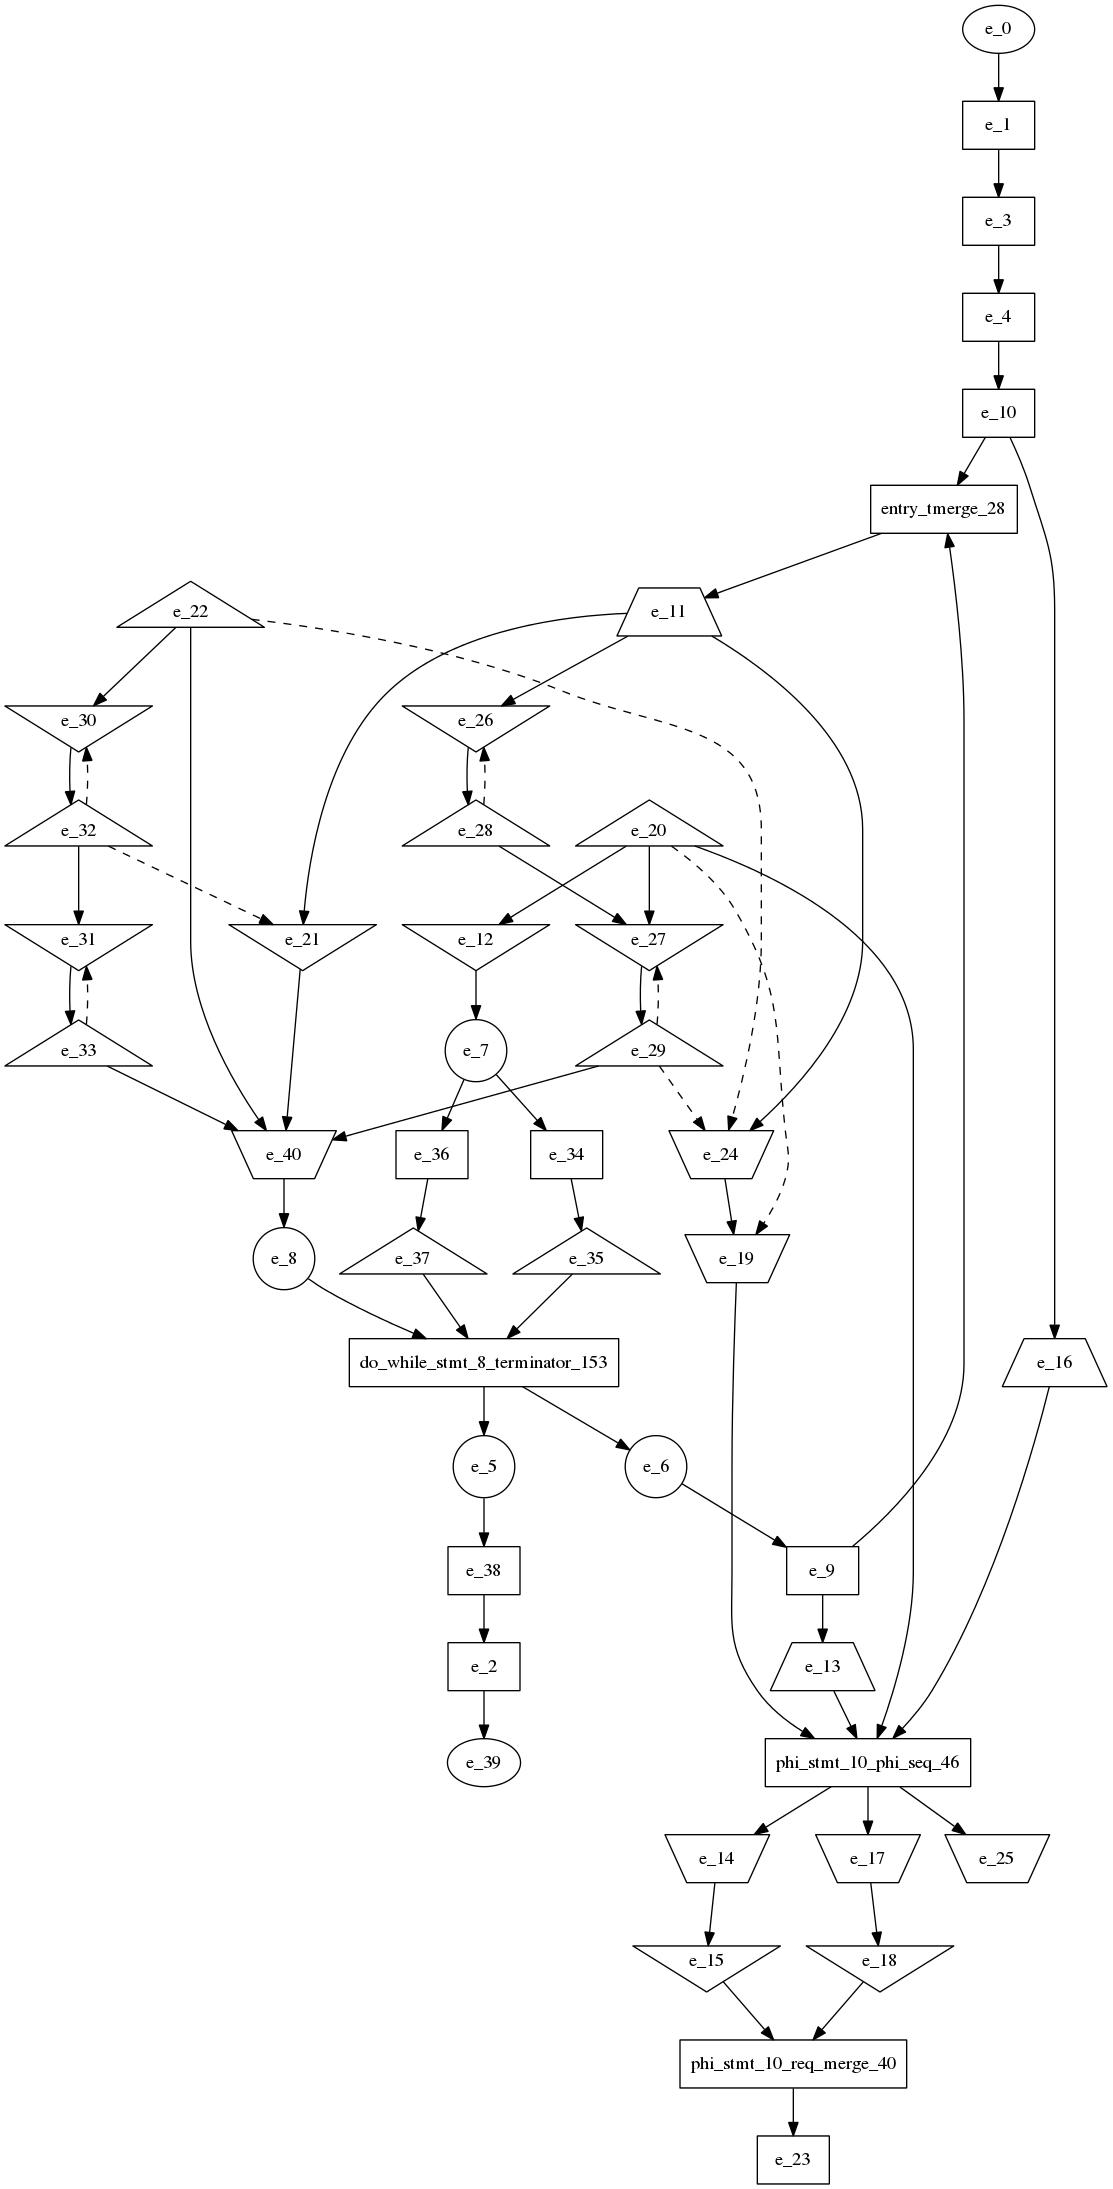 e_0
e_1
e_3
e_4
e_10
entry_tmerge_28
e_22
e_11
e_30
e_26
e_32
e_28
e_20
e_31
e_21
e_12
e_27
e_33
e_7
e_29
e_40
e_36
e_34
e_24
e_8
e_37
e_35
e_19
do_while_stmt_8_terminator_153
e_16
e_5
e_6
e_38
e_9
e_2
e_13
e_39
phi_stmt_10_phi_seq_46
e_14
e_17
e_25
e_15
e_18
phi_stmt_10_req_merge_40
e_23